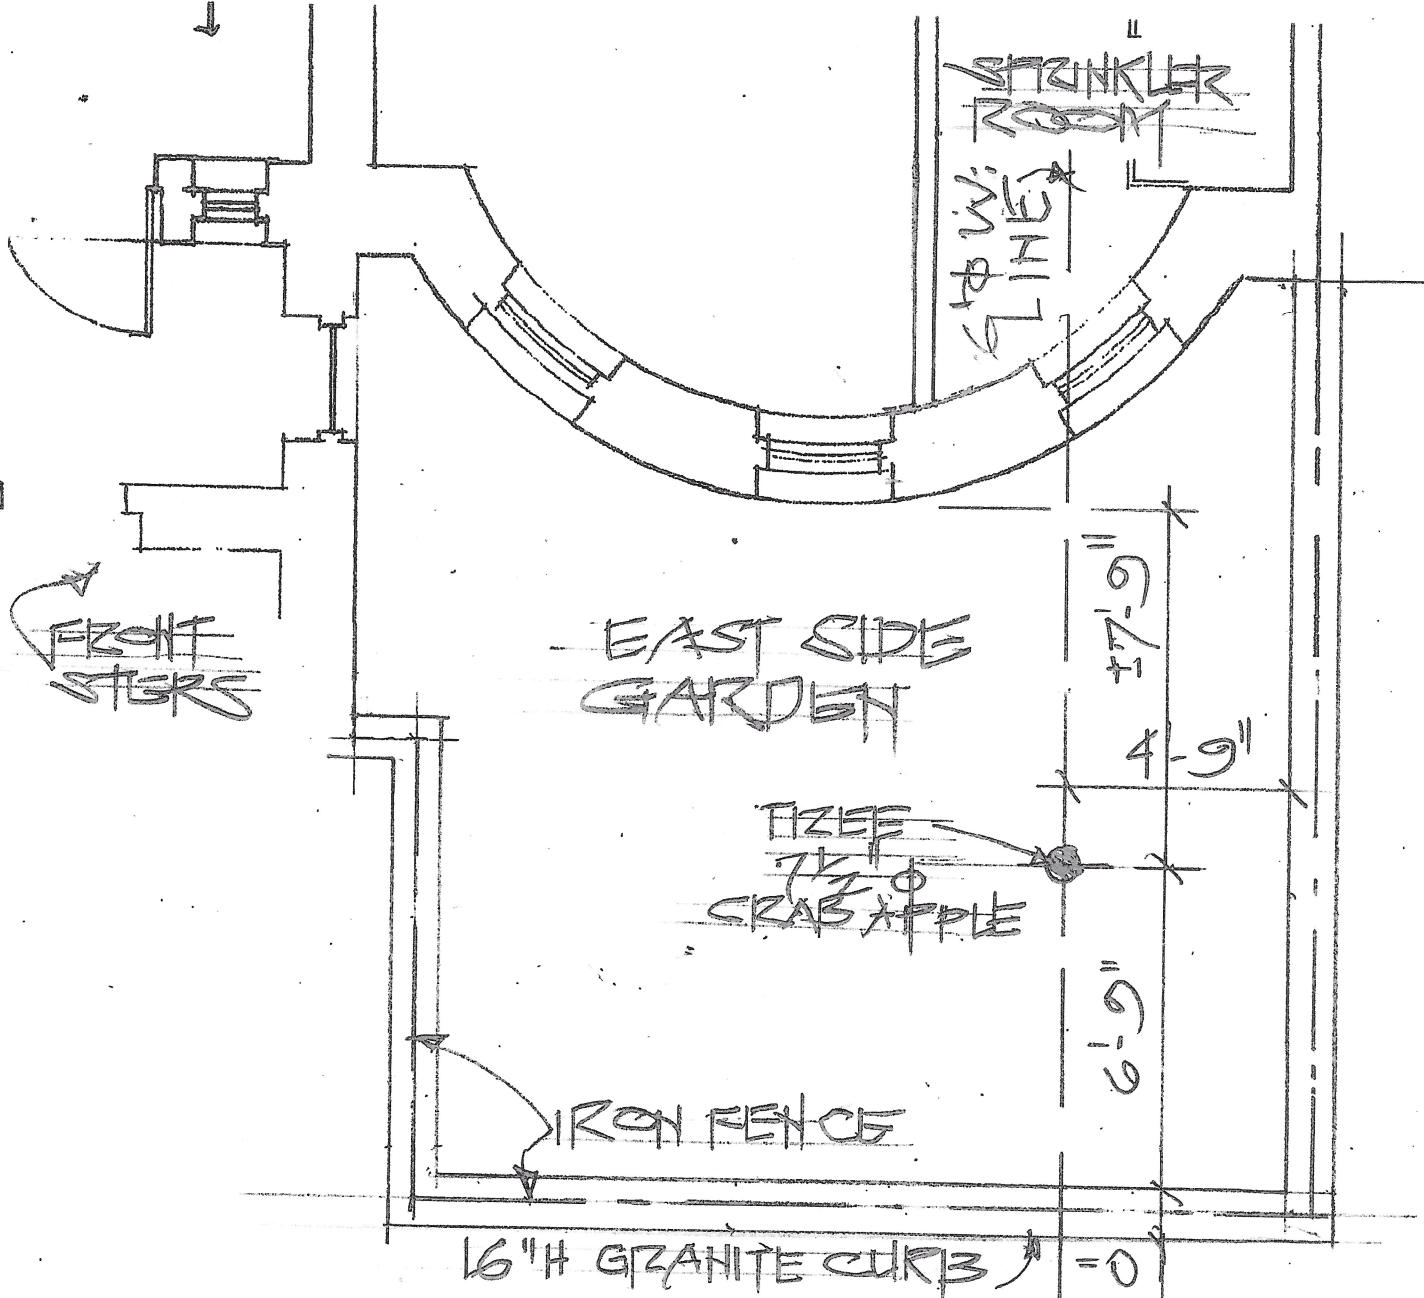 "
SPRINKLER
ROOM
6" Φ W.
LINE
±7'-9"
FRONT
STEPS
EAST SIDE
GARDEN
4'-9"
TREE
7½" Φ
CRAB APPLE
6'-9"
IRON FENCE
16"H GRANITE CURB
=0